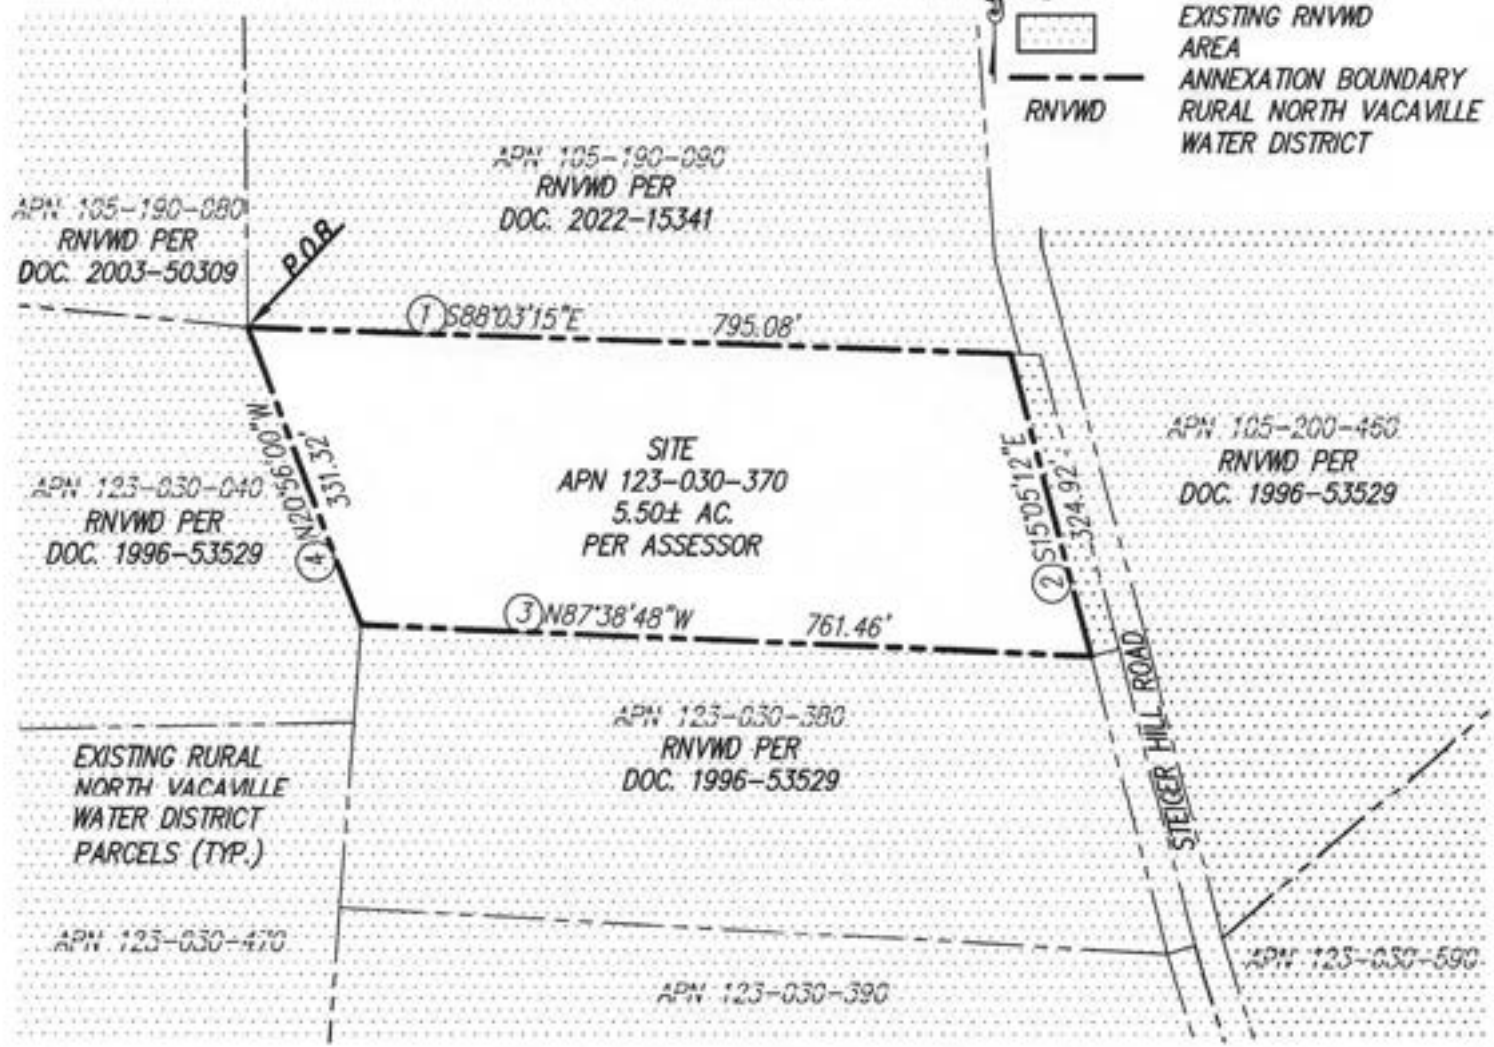 EXISTING RNVWD
AREA
ANNEXATION BOUNDARY
RNVWD
RURAL NORTH VACAVILLE
WATER DISTRICT
APN 105-190-090
RNVWD PER
DOC. 2022-15341
APN 105-190-080
RNVWD PER
DOC. 2003-50309
P.O.B.
1 S88°03'15"E 795.08'
SITE
APN 123-030-370
5.50± AC.
PER ASSESSOR
2 S15°05'12"E
324.92'
APN 105-200-460
RNVWD PER
DOC. 1996-53529
4 N20°56'00"W
331.32'
APN 123-030-040
RNVWD PER
DOC. 1996-53529
3 N87°38'48"W 761.46'
APN 123-030-380
RNVWD PER
DOC. 1996-53529
STEIGER HILL ROAD
EXISTING RURAL
NORTH VACAVILLE
WATER DISTRICT
PARCELS (TYP.)
APN 123-030-470
APN 123-030-390
APN 123-030-590